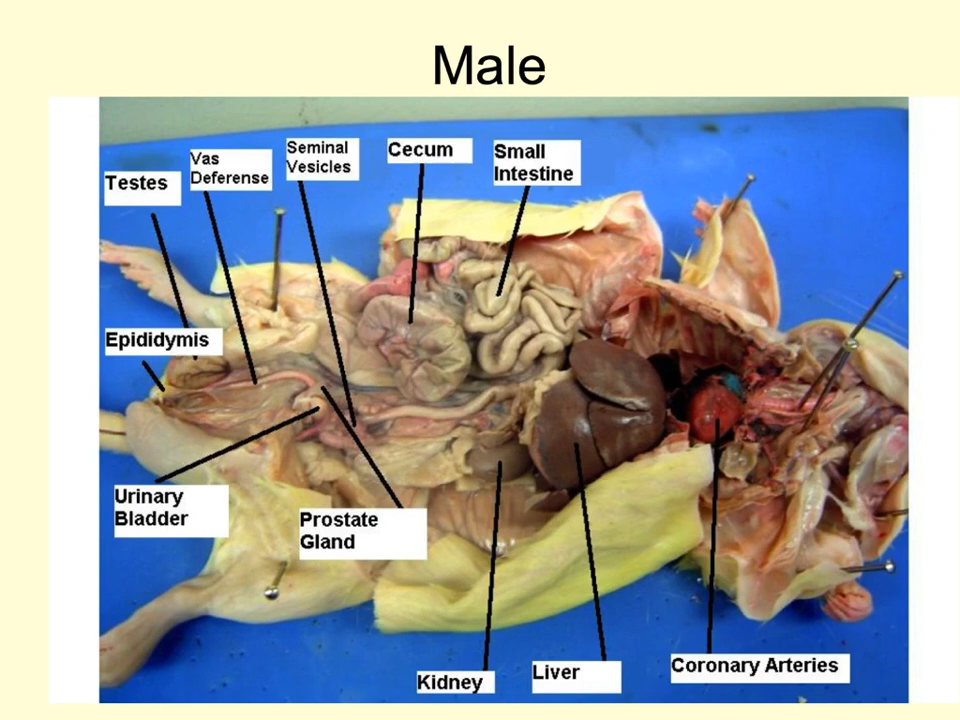 Male
Testes
Vas
Deferense
Seminal
Vesicles
Cecum
Small
Intestine
Epididymis
Urinary
Bladder
Prostate
Gland
Kidney
Liver
Coronary Arteries